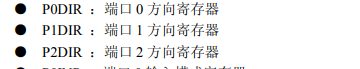 ● P0DIR ：端口 0 方向寄存器
● P1DIR ：端口 1 方向寄存器
● P2DIR ：端口 2 方向寄存器